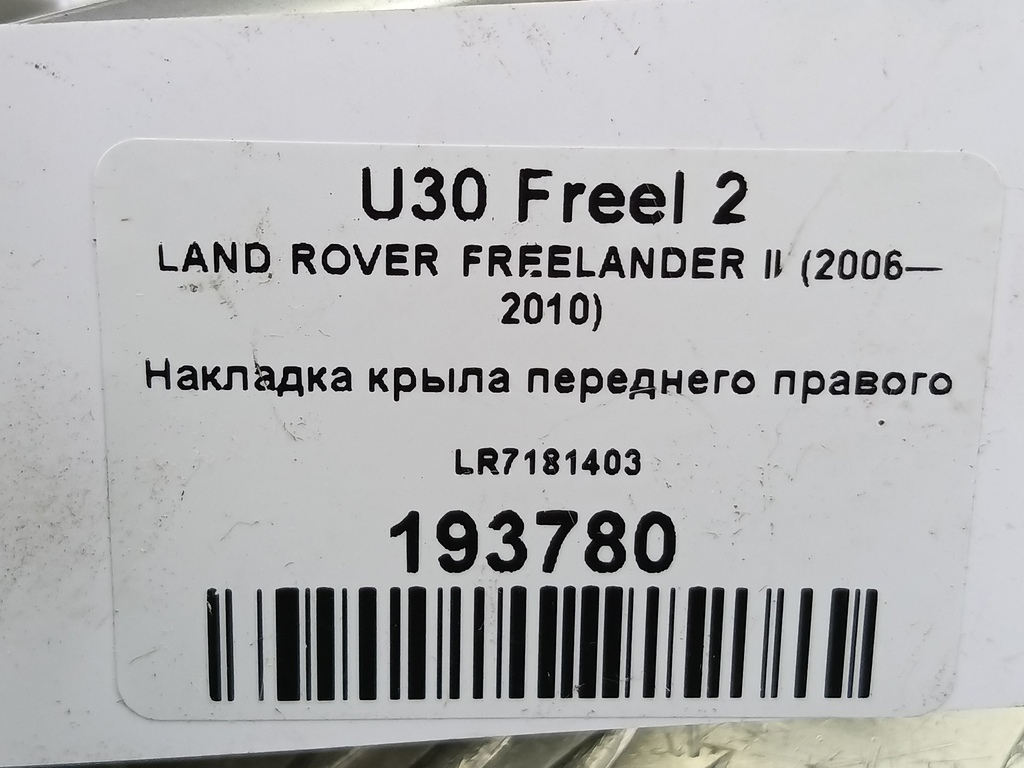 U30 Freel 2
LAND ROVER FREELANDER II (2006—
2010)
Накладка крыла переднего правого
LR7181403
193780